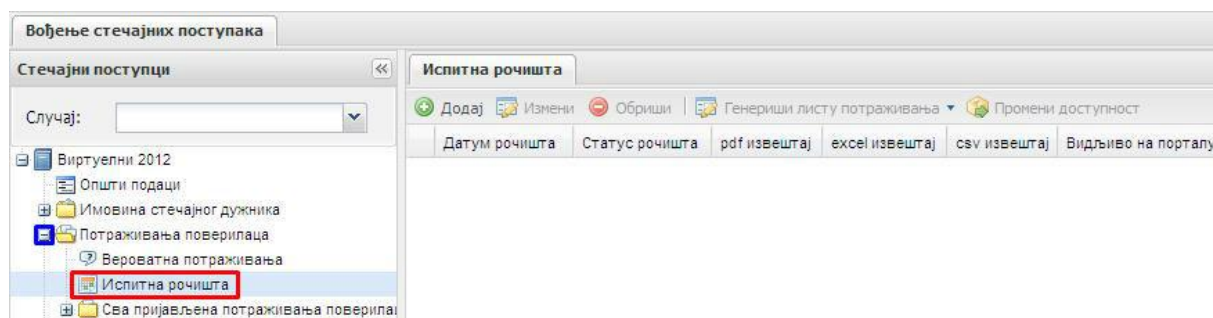 Вођење стечајних поступака
Стечајни поступци
Случај:
Виртуелни 2012
Општи подаци
Имовина стечајног дужника
Потраживања поверилаца
Вероватна потраживања
Испитна рочишта
Сва пријављена потраживања поверила
Испитна рочишта
Додај Измени Обриши Генериши листу потраживања Промени доступност
Датум рочишта Статус рочишта pdf извештај excel извештај csv извештај Видљиво на порталу